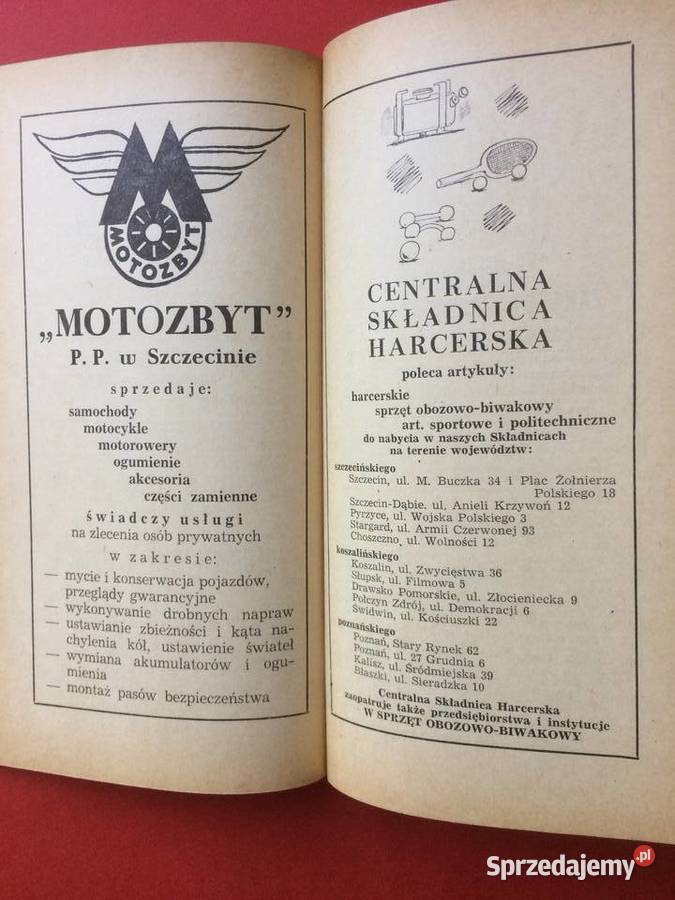 M
MOTOZBYT
„MOTOZBYT”
P. P. w Szczecinie
sprzedaje:
samochody
motocykle
motorowery
ogumienie
akcesoria
części zamienne
świadczy usługi
na zlecenia osób prywatnych
w zakresie:
— mycie i konserwacja pojazdów,
przeglądy gwarancyjne
— wykonywanie drobnych napraw
— ustawianie zbieżności i kąta na-
chylenia kół, ustawienie świateł
— wymiana akumulatorów i ogu-
mienia
— montaż pasów bezpieczeństwa
CENTRALNA
SKŁADNICA
HARCERSKA
poleca artykuły:
harcerskie
sprzęt obozowo-biwakowy
art. sportowe i politechniczne
do nabycia w naszych Składnicach
na terenie województw:
szczecińskiego
Szczecin, ul. M. Buczka 34 i Plac Żołnierza
Polskiego 18
Szczecin-Dąbie. ul. Anieli Krzywoń 12
Pyrzyce, ul. Wojska Polskiego 3
Stargard, ul. Armii Czerwonej 93
Choszczno, ul. Wolności 12
koszalińskiego
Koszalin, ul. Zwycięstwa 36
Słupsk, ul. Filmowa 5
Drawsko Pomorskie, ul. Złocieniecka 9
Połczyn Zdrój, ul. Demokracji 6
Świdwin, ul. Kościuszki 22
poznańskiego
Poznań, Stary Rynek 62
Poznań, ul. 27 Grudnia 6
Kalisz, ul. Śródmiejska 39
Błaszki, ul. Sieradzka 10
Centralna Składnica Harcerska
zaopatruje także przedsiębiorstwa i instytucje
W SPRZĘT OBOZOWO-BIWAKOWY
Sprzedajemy.pl